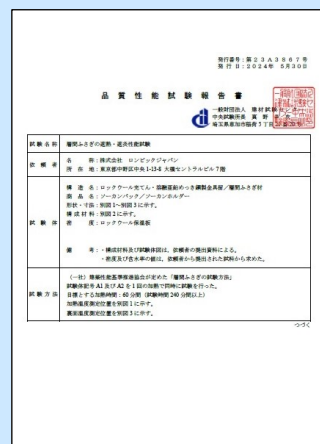 発行番号：第23A3867号
発行日：2024年 5月30日
品質性能試験報告書
一般財団法人 建材試験
中央試験所長 真野
埼玉県草加市稲荷5丁目
試験名称 層間ふさぎの遮熱・遮炎性能試験
依頼者 名 称：株式会社 ロンビックジャパン
所 在 地：東京都中野区中央1-13-8 大橋セントラルビル7階
試験体 構 造 名：ロックウール充てん・溶融亜鉛めっき鋼製金具留／層間ふさぎ材
商 品 名：ソーカンパック／ソーカンホルダー
形状・寸法：別図1～別図3に示す。
構成材料：別図2に示す。
密 度：ロックウール保温板
備 考：・構成材料及び試験体図は、依頼者の提出資料による。
・密度及び含水率の値は、依頼者から提出された試料から求めた。
試験方法 （一社）建築性能基準推進協会が定めた「層間ふさぎの試験方法」
試験体記号A1及びA2を1回の加熱で同時に試験を行った。
目標とする加熱時間：60分間（試験時間240分間以上）
加熱温度測定位置を別図1に示す。
裏面温度測定位置を別図3に示す。
つづく